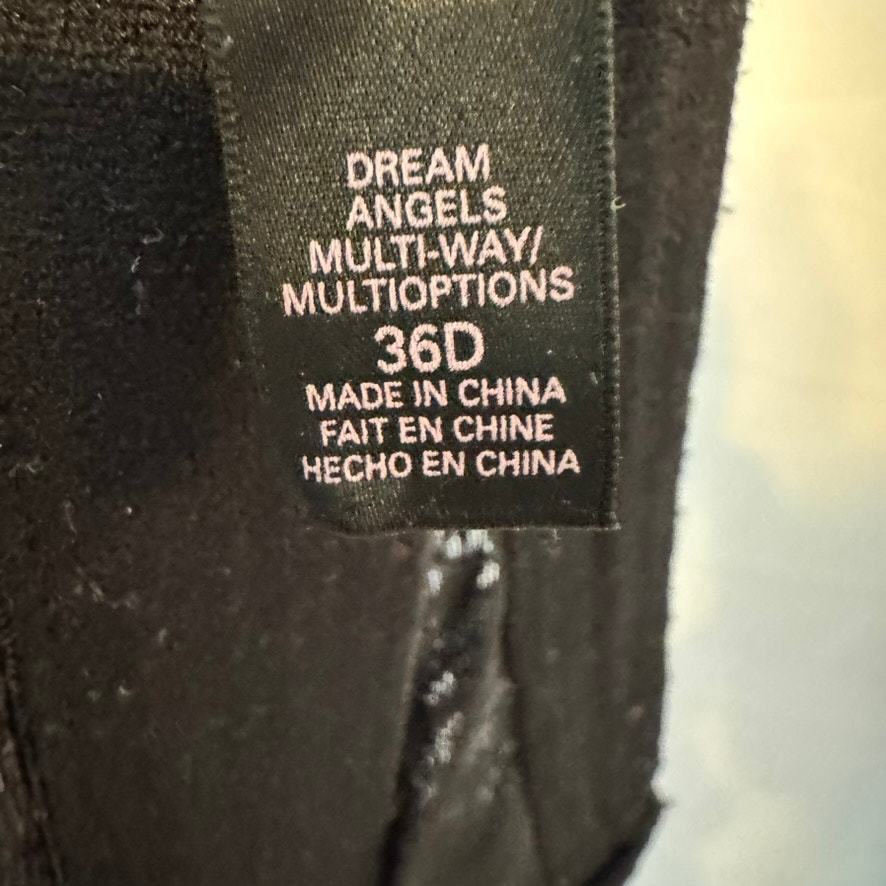 DREAM
ANGELS
MULTI-WAY/
MULTIOPTIONS
36D
MADE IN CHINA
FAIT EN CHINE
HECHO EN CHINA